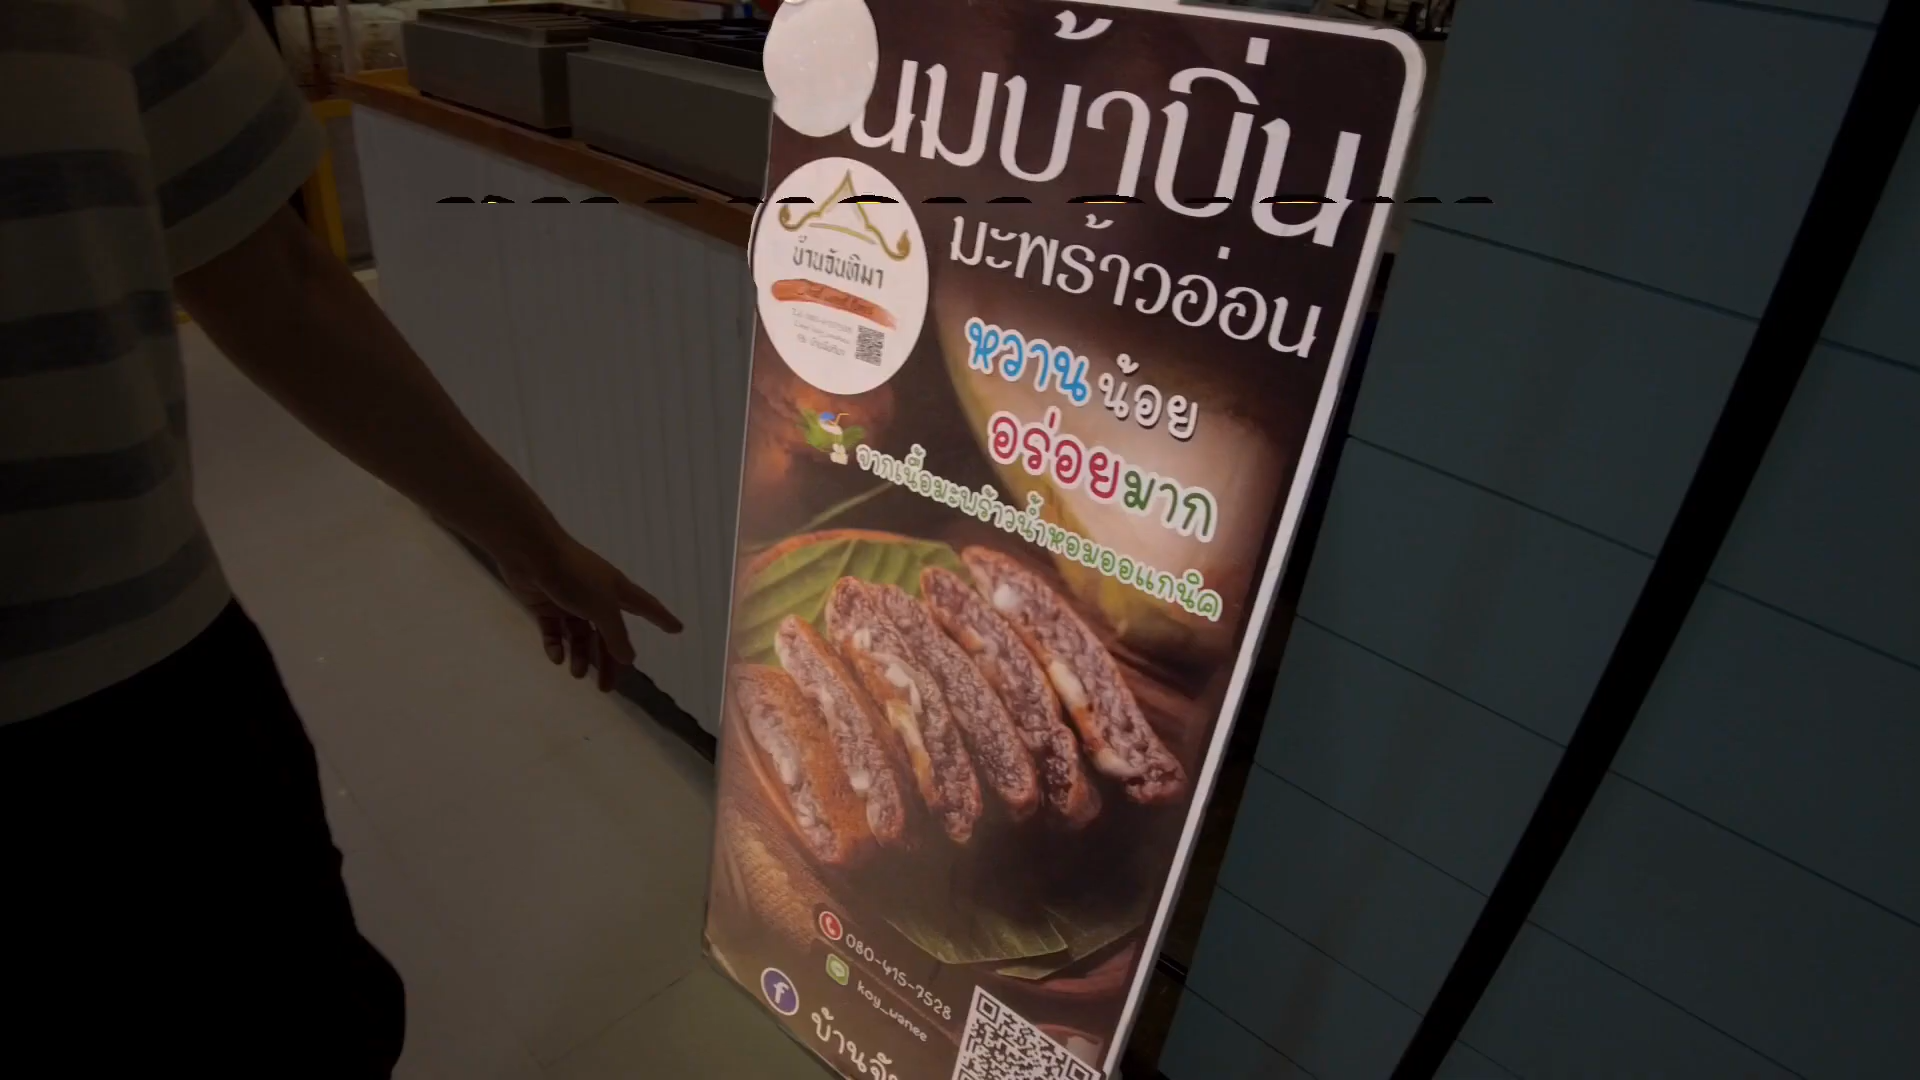 นมบ้าบิ่น
มะพร้าวอ่อน
บ้านจันทิมา
หวานน้อย
อร่อยมาก
จากเนื้อมะพร้าวน้ำหอมออแกนิค
080-415-7528
koy_wanee